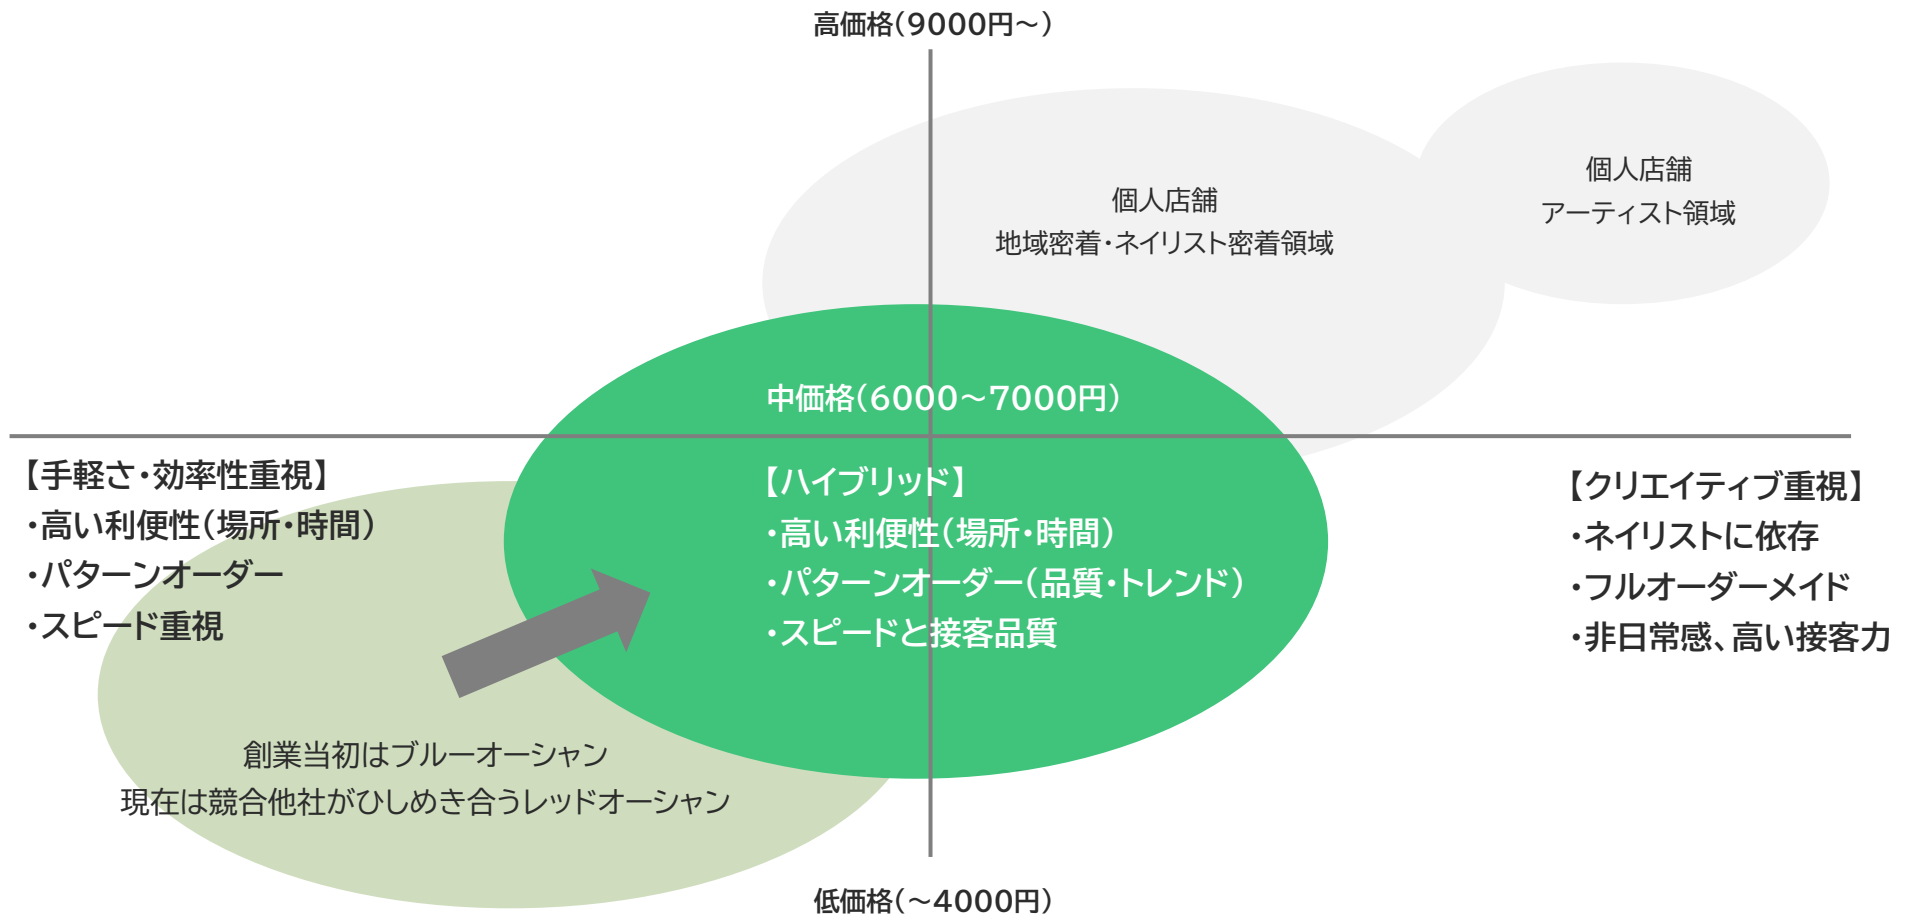 高価格（9000円～）
個人店舗
地域密着・ネイリスト密着領域
個人店舗
アーティスト領域
中価格（6000～7000円）
【手軽さ・効率性重視】
・高い利便性（場所・時間）
・パターンオーダー
・スピード重視
【ハイブリッド】
・高い利便性（場所・時間）
・パターンオーダー（品質・トレンド）
・スピードと接客品質
【クリエイティブ重視】
・ネイリストに依存
・フルオーダーメイド
・非日常感、高い接客力
創業当初はブルーオーシャン
現在は競合他社がひしめき合うレッドオーシャン
低価格（～4000円）